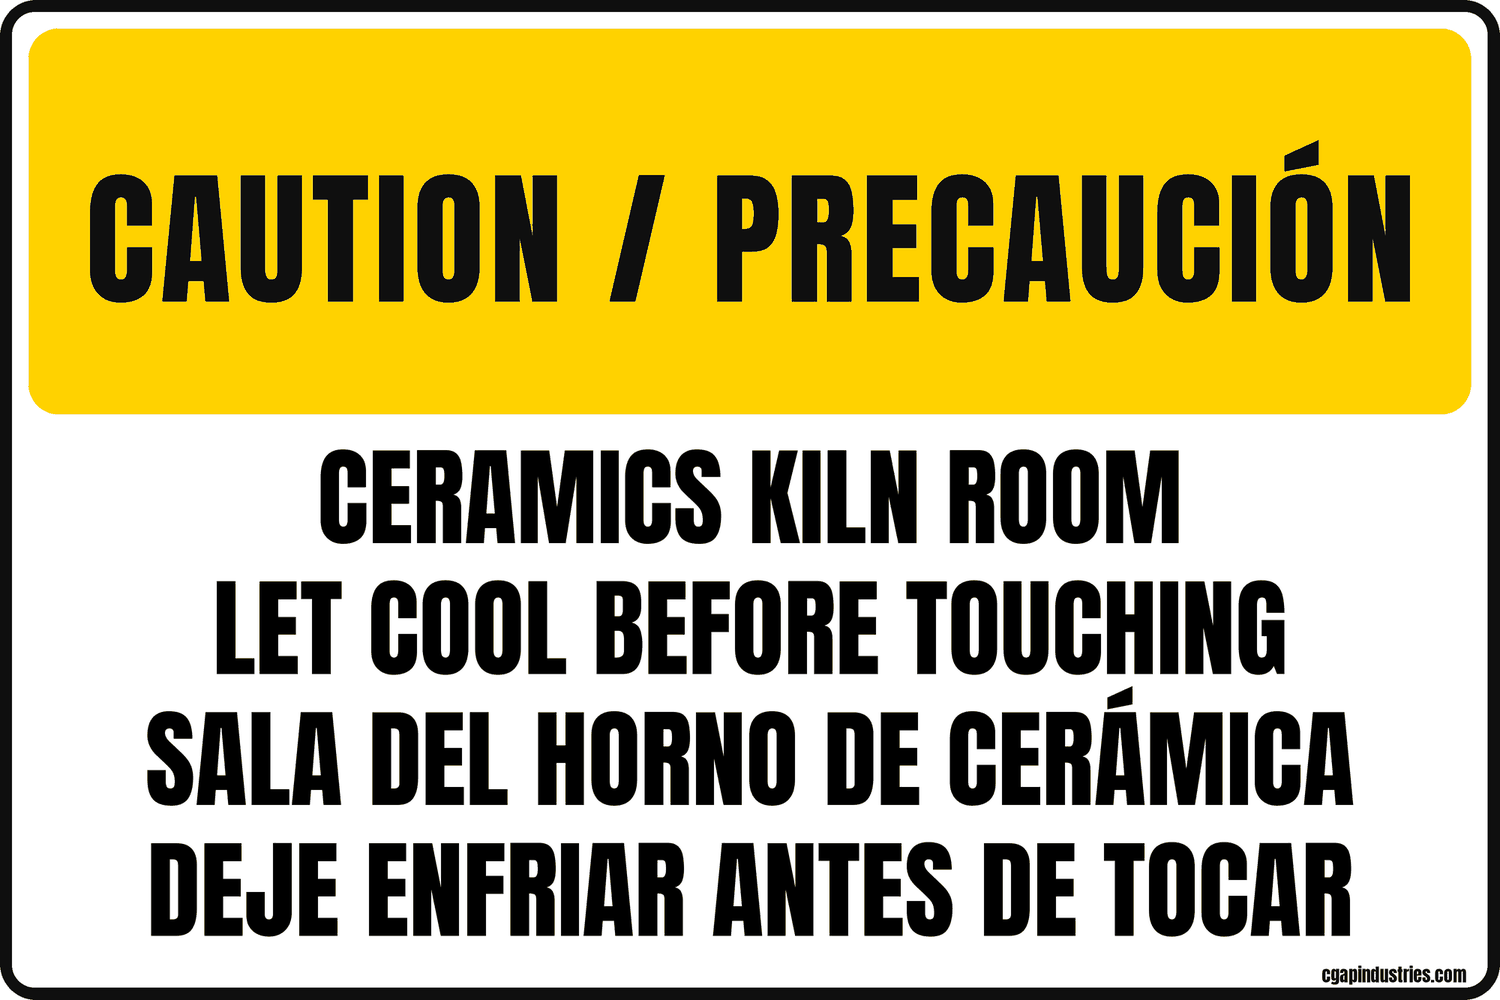 CAUTION / PRECAUCIÓN
CERAMICS KILN ROOM
LET COOL BEFORE TOUCHING
SALA DEL HORNO DE CERÁMICA
DEJE ENFRIAR ANTES DE TOCAR
cgapindustries.com